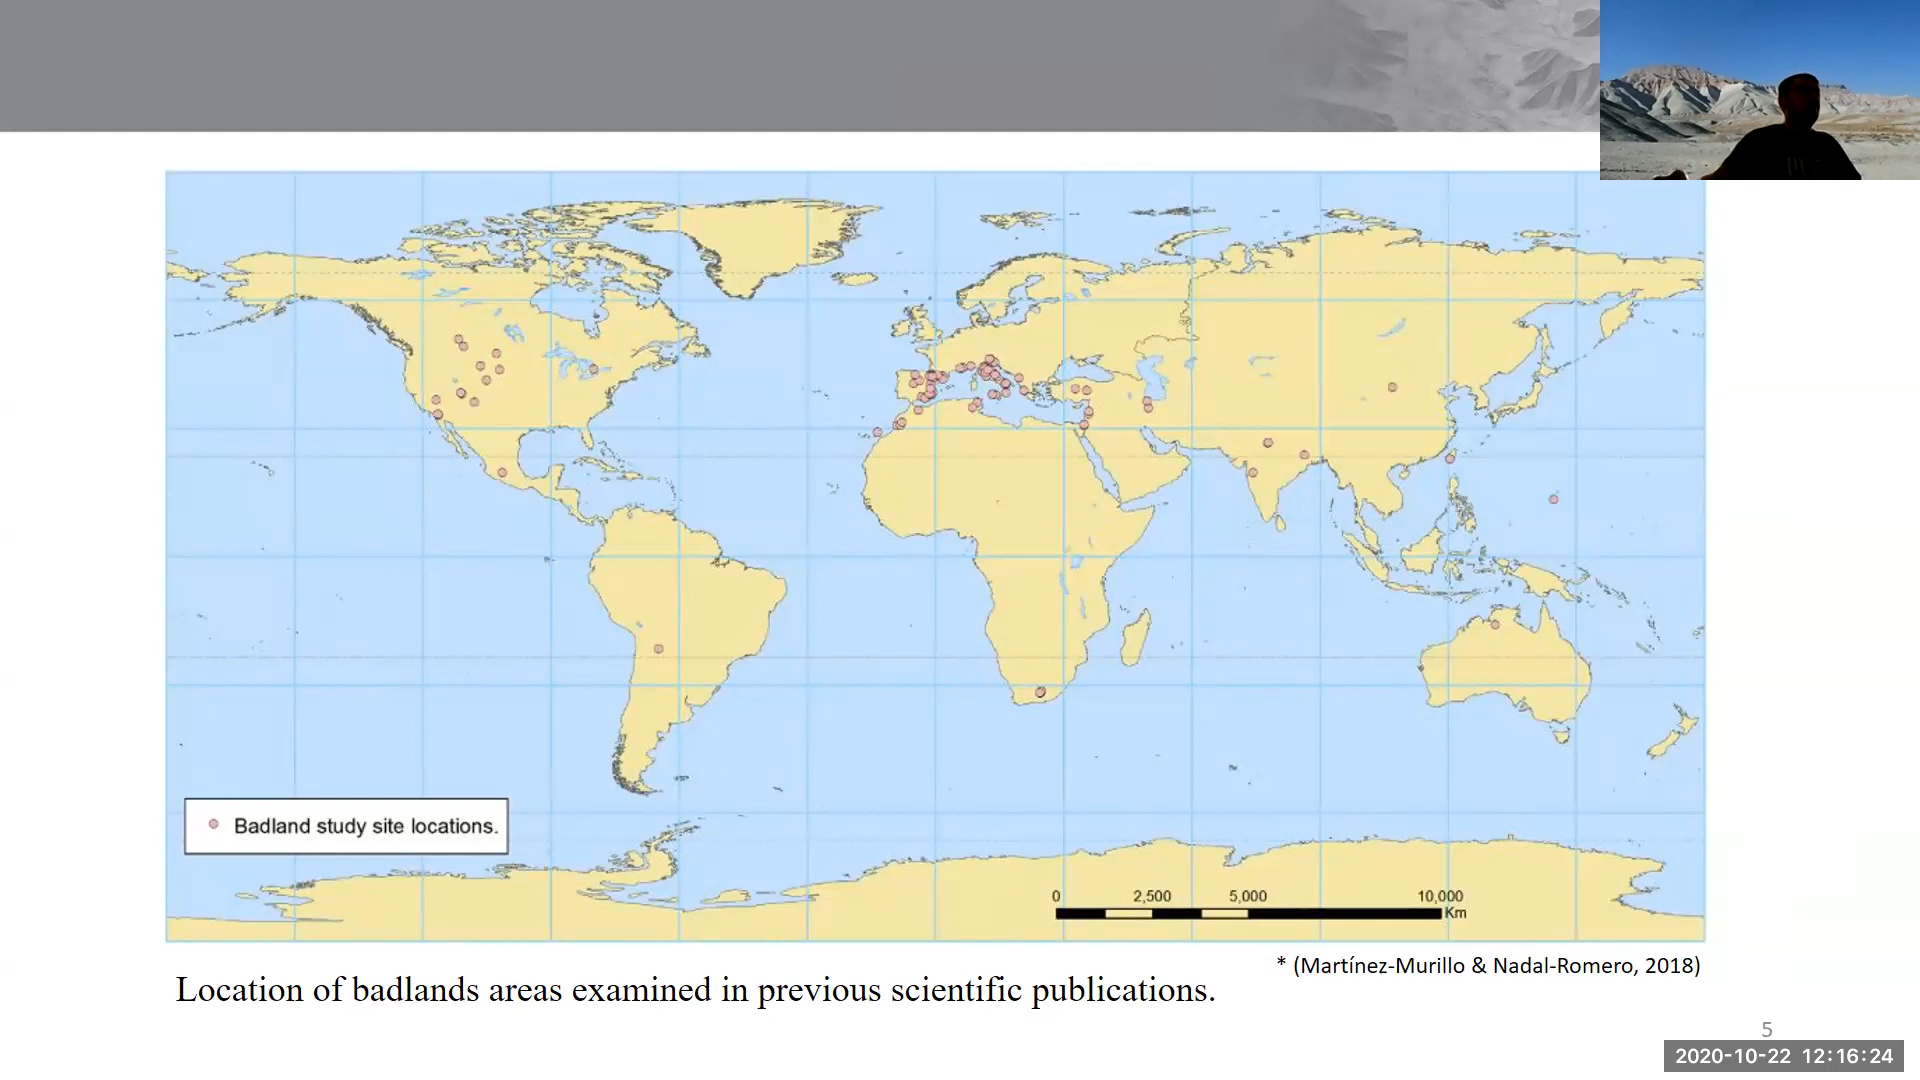 Badland study site locations.
0 2,500 5,000 10,000
Km
* (Martínez-Murillo & Nadal-Romero, 2018)
Location of badlands areas examined in previous scientific publications.
5
2020-10-22 12:16:24